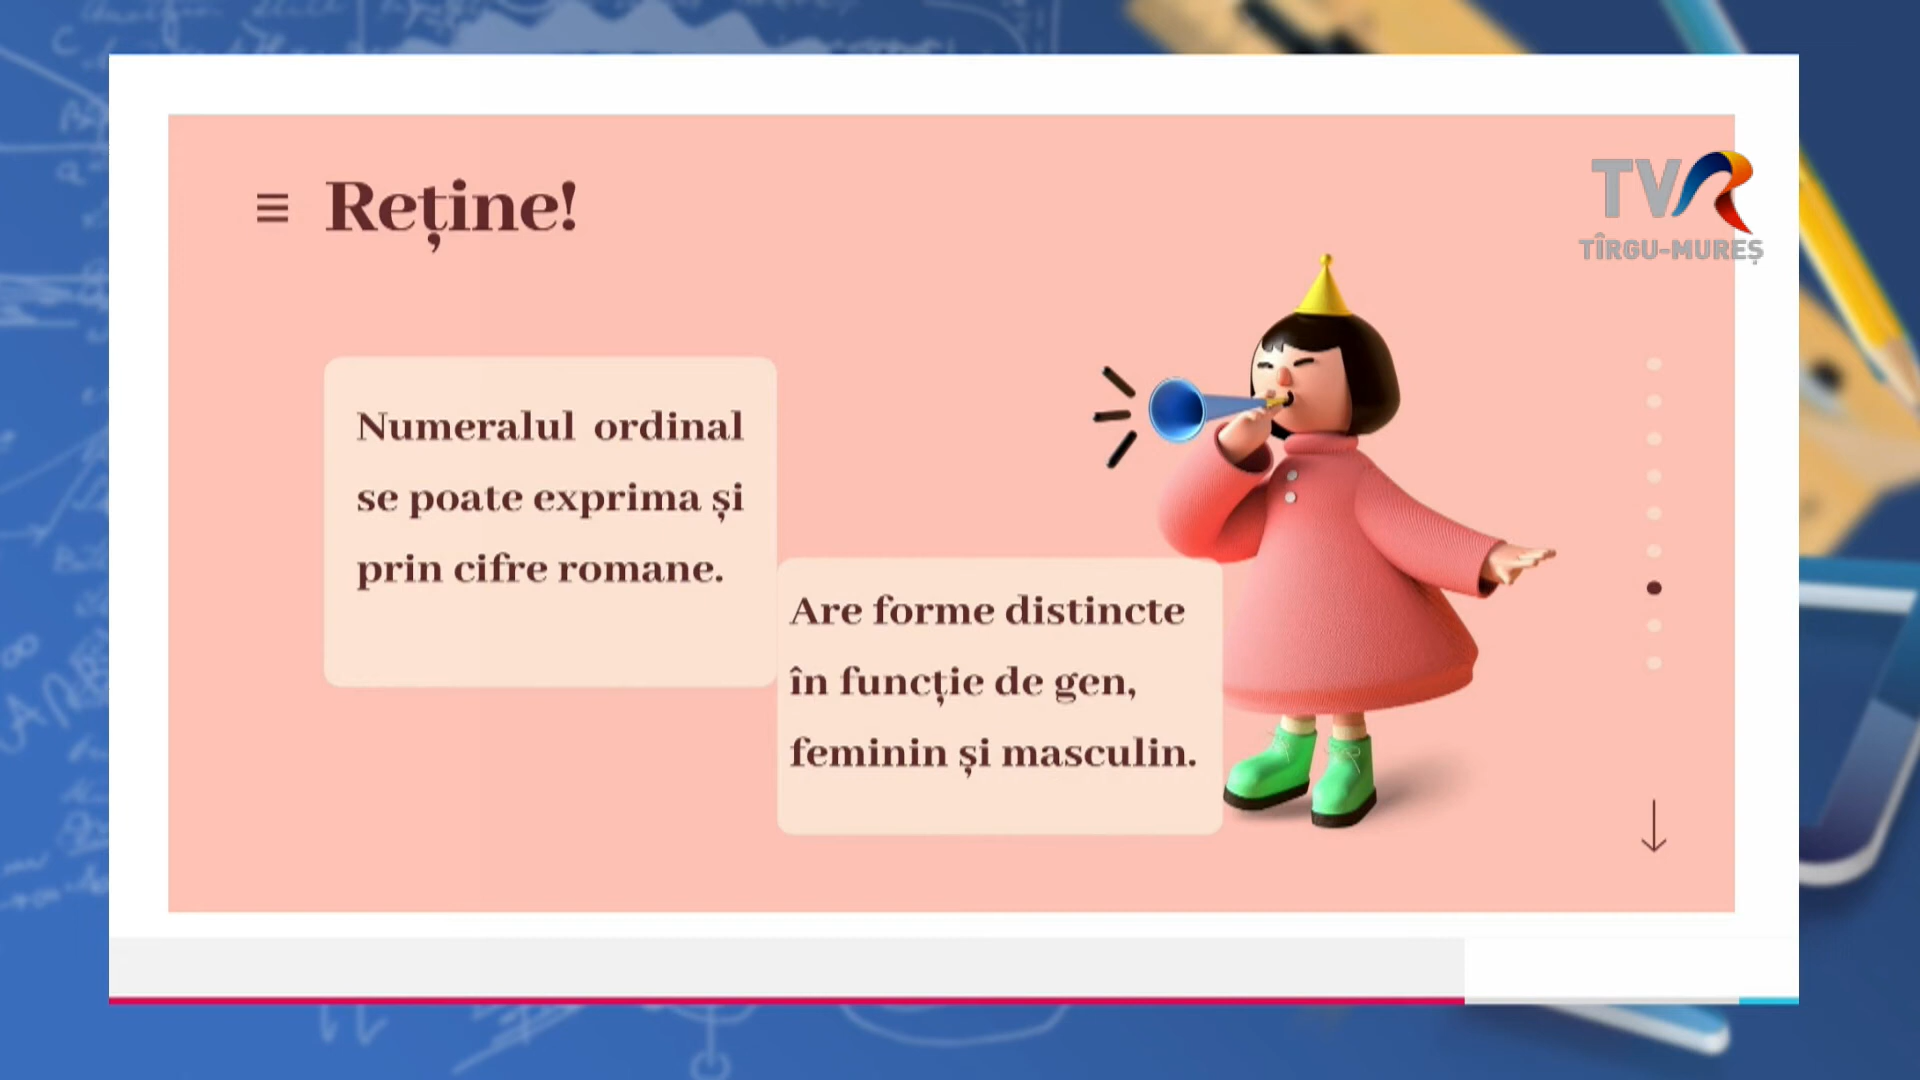 Reține!
TVR
TÎRGU-MUREȘ
Numeralul ordinal
se poate exprima și
prin cifre romane.
Are forme distincte
în funcție de gen,
feminin și masculin.